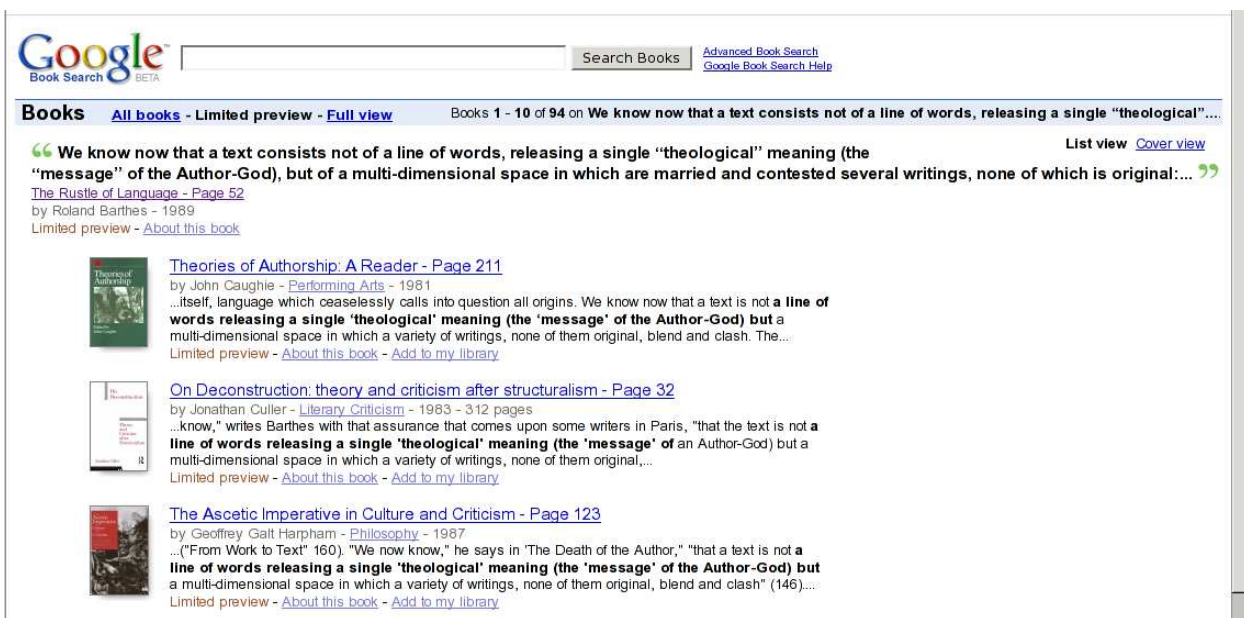 Google™
Book Search BETA
Search Books
Advanced Book Search
Google Book Search Help
Books All books - Limited preview - Full view Books 1 - 10 of 94 on We know now that a text consists not of a line of words, releasing a single “theological”....
List view Cover view
“ We know now that a text consists not of a line of words, releasing a single “theological” meaning (the
“message” of the Author-God), but of a multi-dimensional space in which are married and contested several writings, none of which is original:... ”
The Rustle of Language - Page 52
by Roland Barthes - 1989
Limited preview - About this book
Theories of Authorship
Theories of Authorship: A Reader - Page 211
by John Caughie - Performing Arts - 1981
...itself, language which ceaselessly calls into question all origins. We know now that a text is not a line of
words releasing a single 'theological' meaning (the 'message' of the Author-God) but a
multi-dimensional space in which a variety of writings, none of them original, blend and clash. The...
Limited preview - About this book - Add to my library
On Deconstruction: theory and criticism after structuralism - Page 32
by Jonathan Culler - Literary Criticism - 1983 - 312 pages
...know," writes Barthes with that assurance that comes upon some writers in Paris, "that the text is not a
line of words releasing a single 'theological' meaning (the 'message' of an Author-God) but a
multi-dimensional space in which a variety of writings, none of them original,...
Limited preview - About this book - Add to my library
The Ascetic Imperative in Culture and Criticism - Page 123
by Geoffrey Galt Harpham - Philosophy - 1987
...("From Work to Text" 160). "We now know," he says in 'The Death of the Author," "that a text is not a
line of words releasing a single 'theological' meaning (the 'message' of the Author-God) but
a multi-dimensional space in which a variety of writings, none of them original, blend and clash" (146)....
Limited preview - About this book - Add to my library